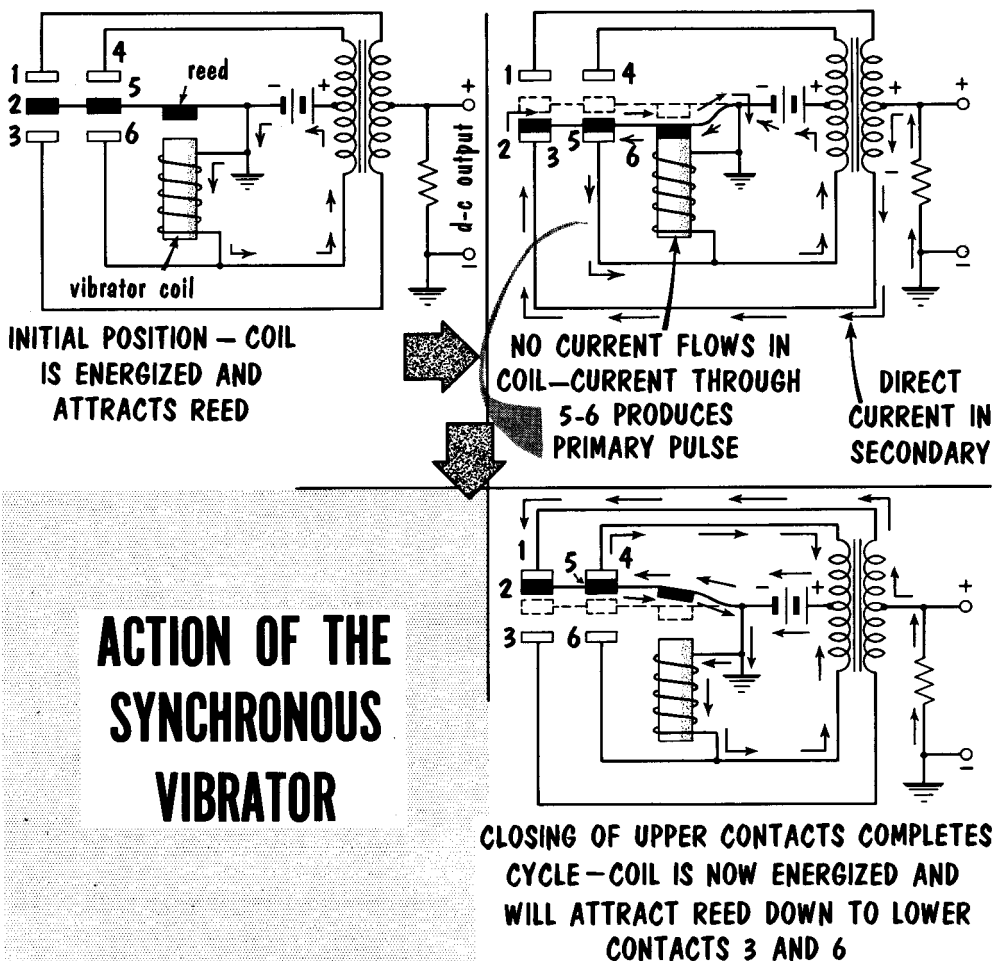 1
2
3
4
5
6
reed
-
+
+
d-c output
-
vibrator coil
INITIAL POSITION – COIL
IS ENERGIZED AND
ATTRACTS REED
1
2
3
4
5
6
-
+
+
-
+
-
NO CURRENT FLOWS IN
COIL–CURRENT THROUGH
5-6 PRODUCES
PRIMARY PULSE
DIRECT
CURRENT IN
SECONDARY
ACTION OF THE
SYNCHRONOUS
VIBRATOR
1
2
3
5
4
6
-
+
+
-
CLOSING OF UPPER CONTACTS COMPLETES
CYCLE–COIL IS NOW ENERGIZED AND
WILL ATTRACT REED DOWN TO LOWER
CONTACTS 3 AND 6